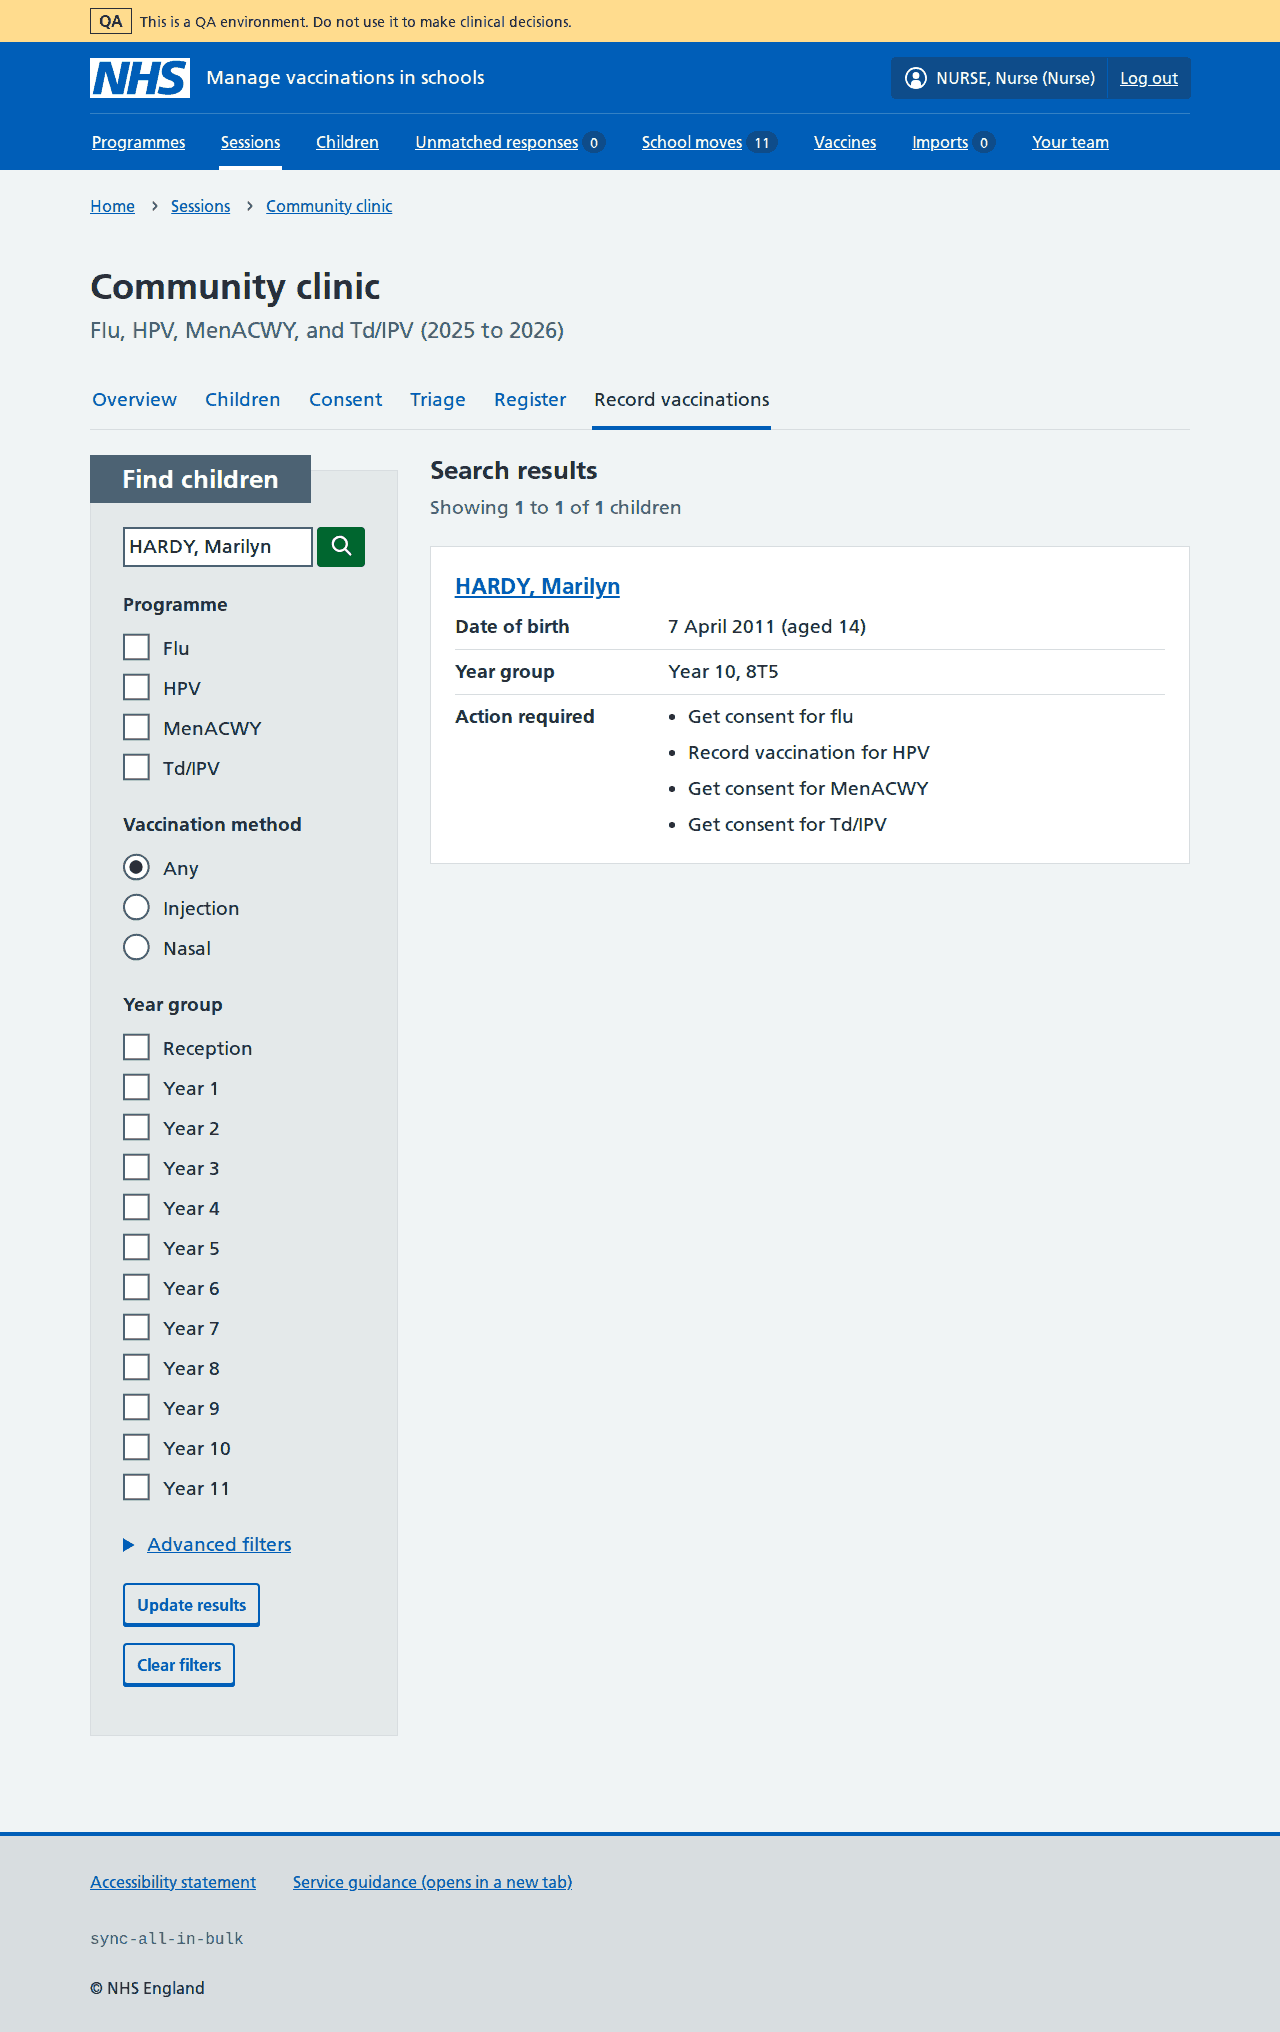 QA This is a QA environment. Do not use it to make clinical decisions.
NHS Manage vaccinations in schools NURSE, Nurse (Nurse) Log out
Programmes Sessions Children Unmatched responses 0 School moves 11 Vaccines Imports 0 Your team
Home > Sessions > Community clinic
Community clinic
Flu, HPV, MenACWY, and Td/IPV (2025 to 2026)
Overview Children Consent Triage Register Record vaccinations
Find children
HARDY, Marilyn
Programme
Flu
HPV
MenACWY
Td/IPV
Vaccination method
Any
Injection
Nasal
Year group
Reception
Year 1
Year 2
Year 3
Year 4
Year 5
Year 6
Year 7
Year 8
Year 9
Year 10
Year 11
Advanced filters
Update results
Clear filters
Search results
Showing 1 to 1 of 1 children
HARDY, Marilyn
Date of birth 7 April 2011 (aged 14)
Year group Year 10, 8T5
Action required • Get consent for flu
• Record vaccination for HPV
• Get consent for MenACWY
• Get consent for Td/IPV
Accessibility statement Service guidance (opens in a new tab)
sync-all-in-bulk
© NHS England